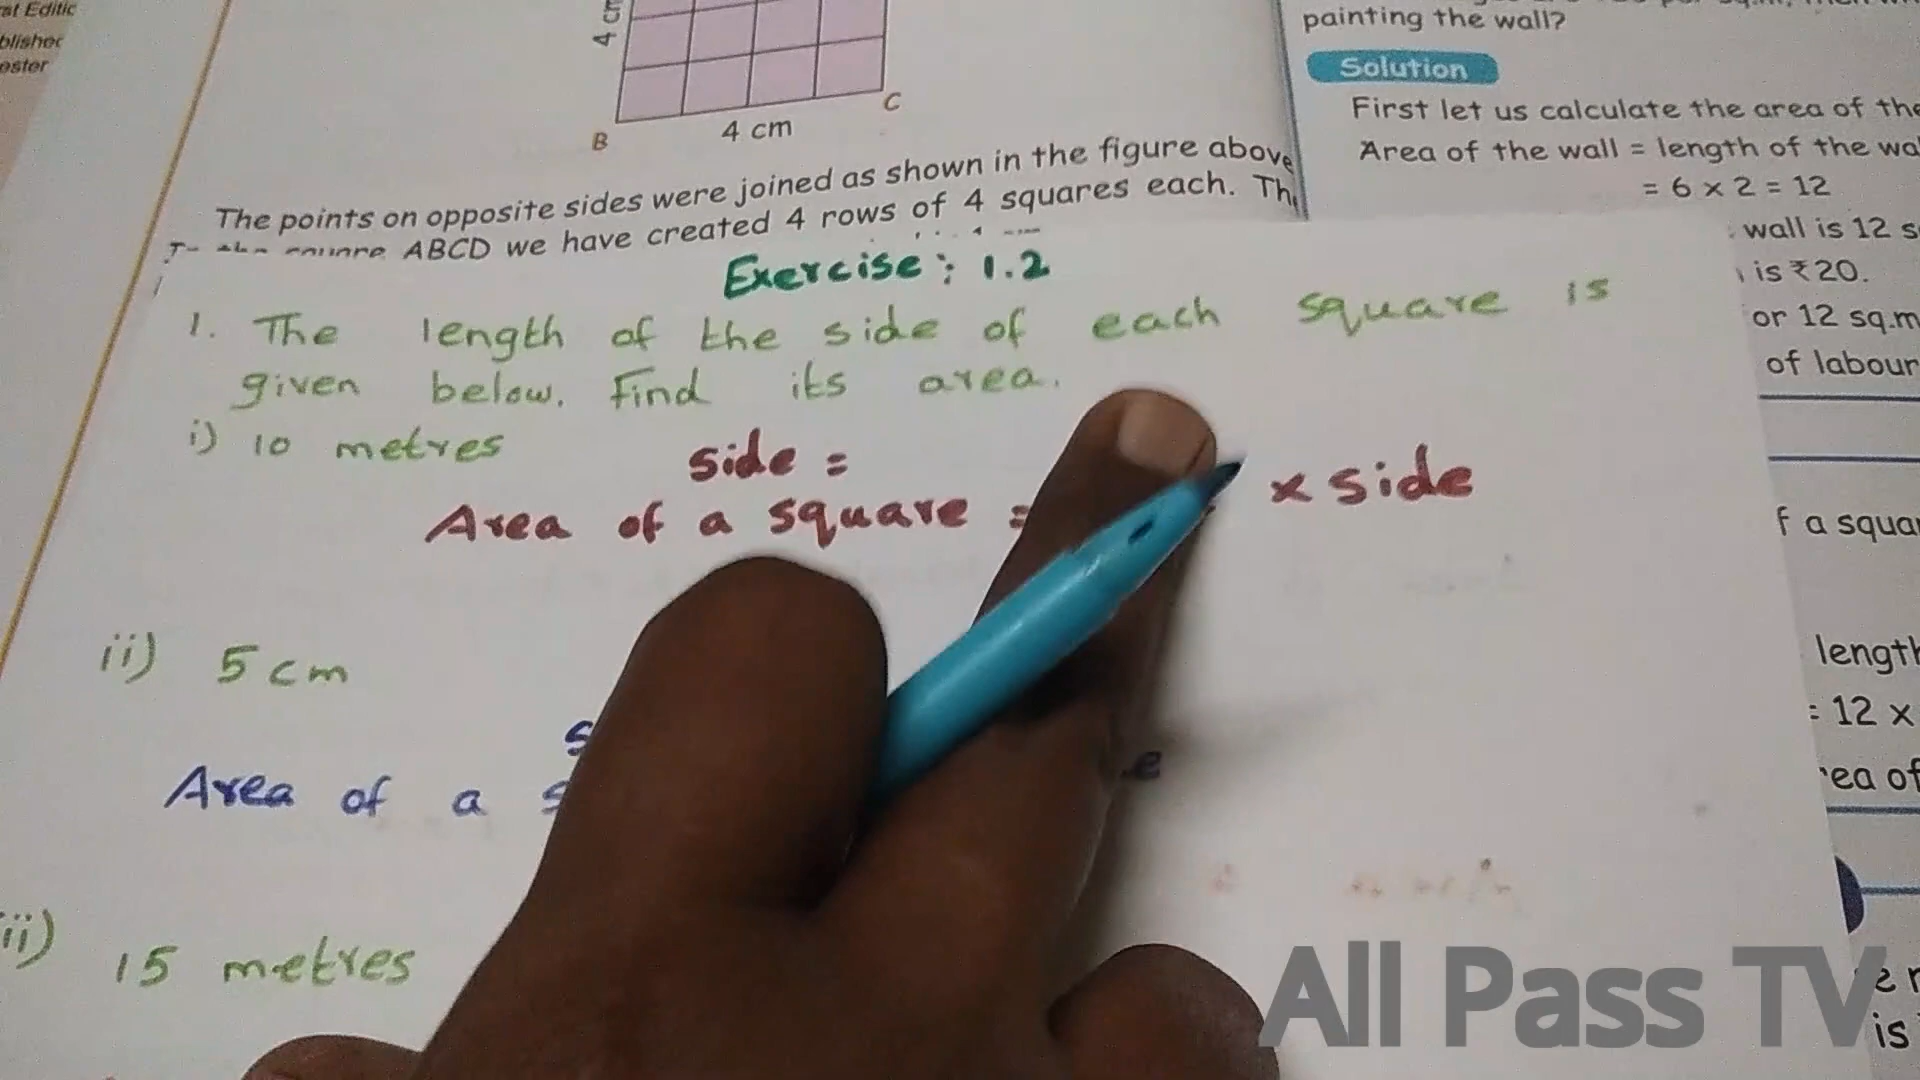 4 cm
B
4 cm
C
The points on opposite sides were joined as shown in the figure above
ABCD we have created 4 rows of 4 squares each.
painting the wall?
Solution
First let us calculate the area of the
Area of the wall = length of the
= 6 x 2 = 12
wall is 12
is ₹20.
or 12 sq.m
of labour
f a
length
= 12 x
of
is
Exercise: 1.2
1. The length of the side of each square is
given below. Find its area.
i) 10 metres
side =
Area of a square = x side
ii) 5 cm
Area of a
15 metres
All Pass TV